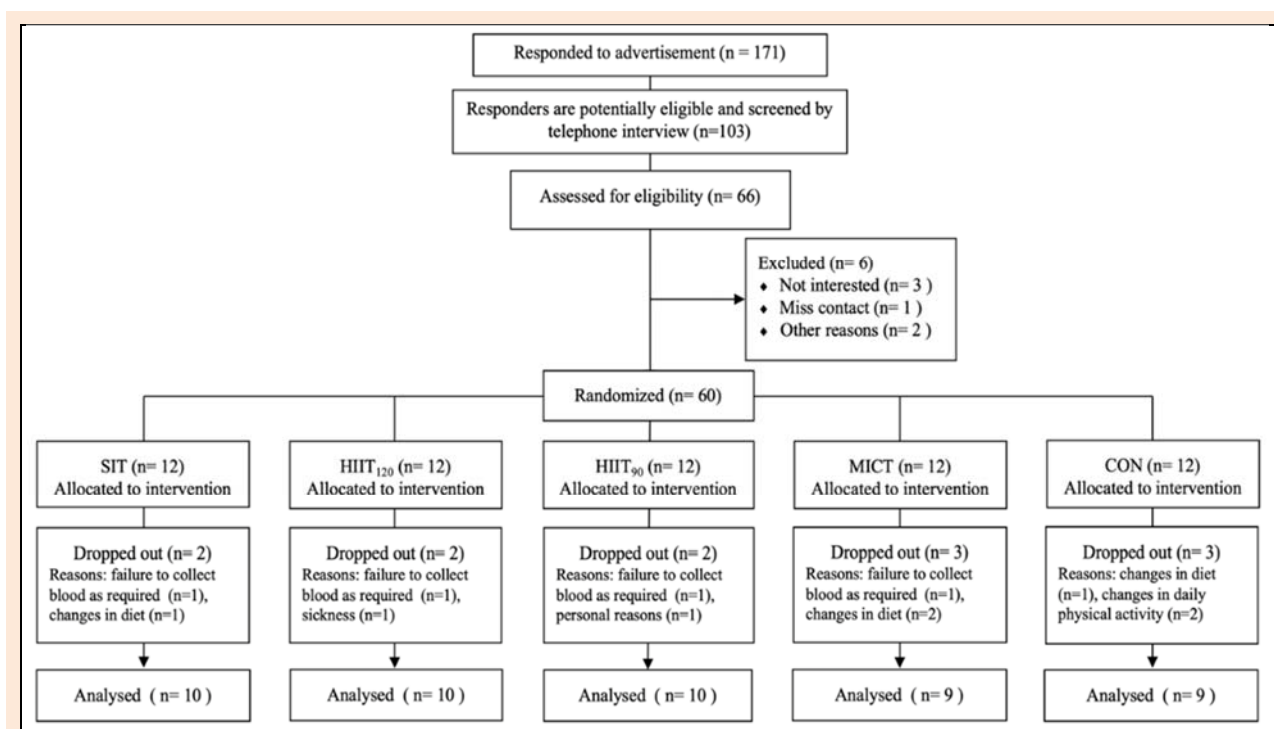 Responded to advertisement (n = 171)
Responders are potentially eligible and screened by
telephone interview (n=103)
Assessed for eligibility (n= 66)
Excluded (n= 6)
♦ Not interested (n= 3 )
♦ Miss contact (n= 1 )
♦ Other reasons (n= 2 )
Randomized (n= 60)
SIT (n= 12)
Allocated to intervention
HIIT₁₂₀ (n= 12)
Allocated to intervention
HIIT₉₀ (n= 12)
Allocated to intervention
MICT (n= 12)
Allocated to intervention
CON (n= 12)
Allocated to intervention
Dropped out (n= 2)
Reasons: failure to collect
blood as required (n=1),
changes in diet (n=1)
Dropped out (n= 2)
Reasons: failure to collect
blood as required (n=1),
sickness (n=1)
Dropped out (n= 2)
Reasons: failure to collect
blood as required (n=1),
personal reasons (n=1)
Dropped out (n= 3)
Reasons: failure to collect
blood as required (n=1),
changes in diet (n=2)
Dropped out (n= 3)
Reasons: changes in diet
(n=1), changes in daily
physical activity (n=2)
Analysed ( n= 10 )
Analysed ( n= 10 )
Analysed ( n= 10 )
Analysed ( n= 9 )
Analysed ( n= 9 )